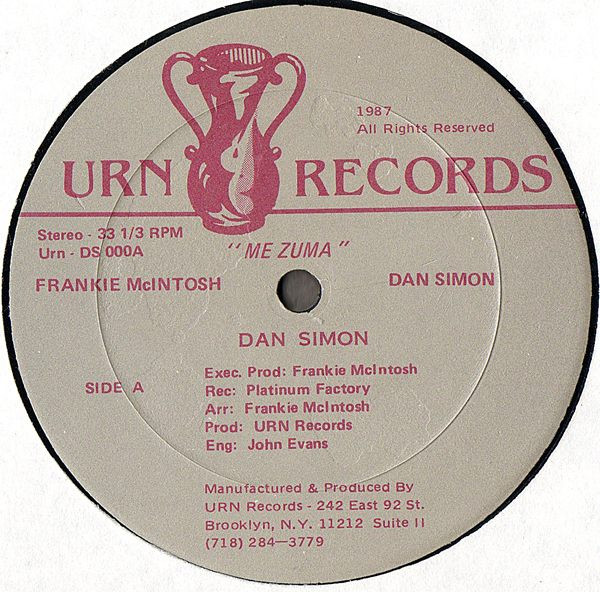 1987
All Rights Reserved
URN RECORDS
Stereo - 33 1/3 RPM
Urn - DS 000A
"ME ZUMA"
FRANKIE McINTOSH
DAN SIMON
DAN SIMON
SIDE A
Exec. Prod: Frankie McIntosh
Rec: Platinum Factory
Arr: Frankie McIntosh
Prod: URN Records
Eng: John Evans
Manufactured & Produced By
URN Records - 242 East 92 St.
Brooklyn, N.Y. 11212 Suite II
(718) 284—3779